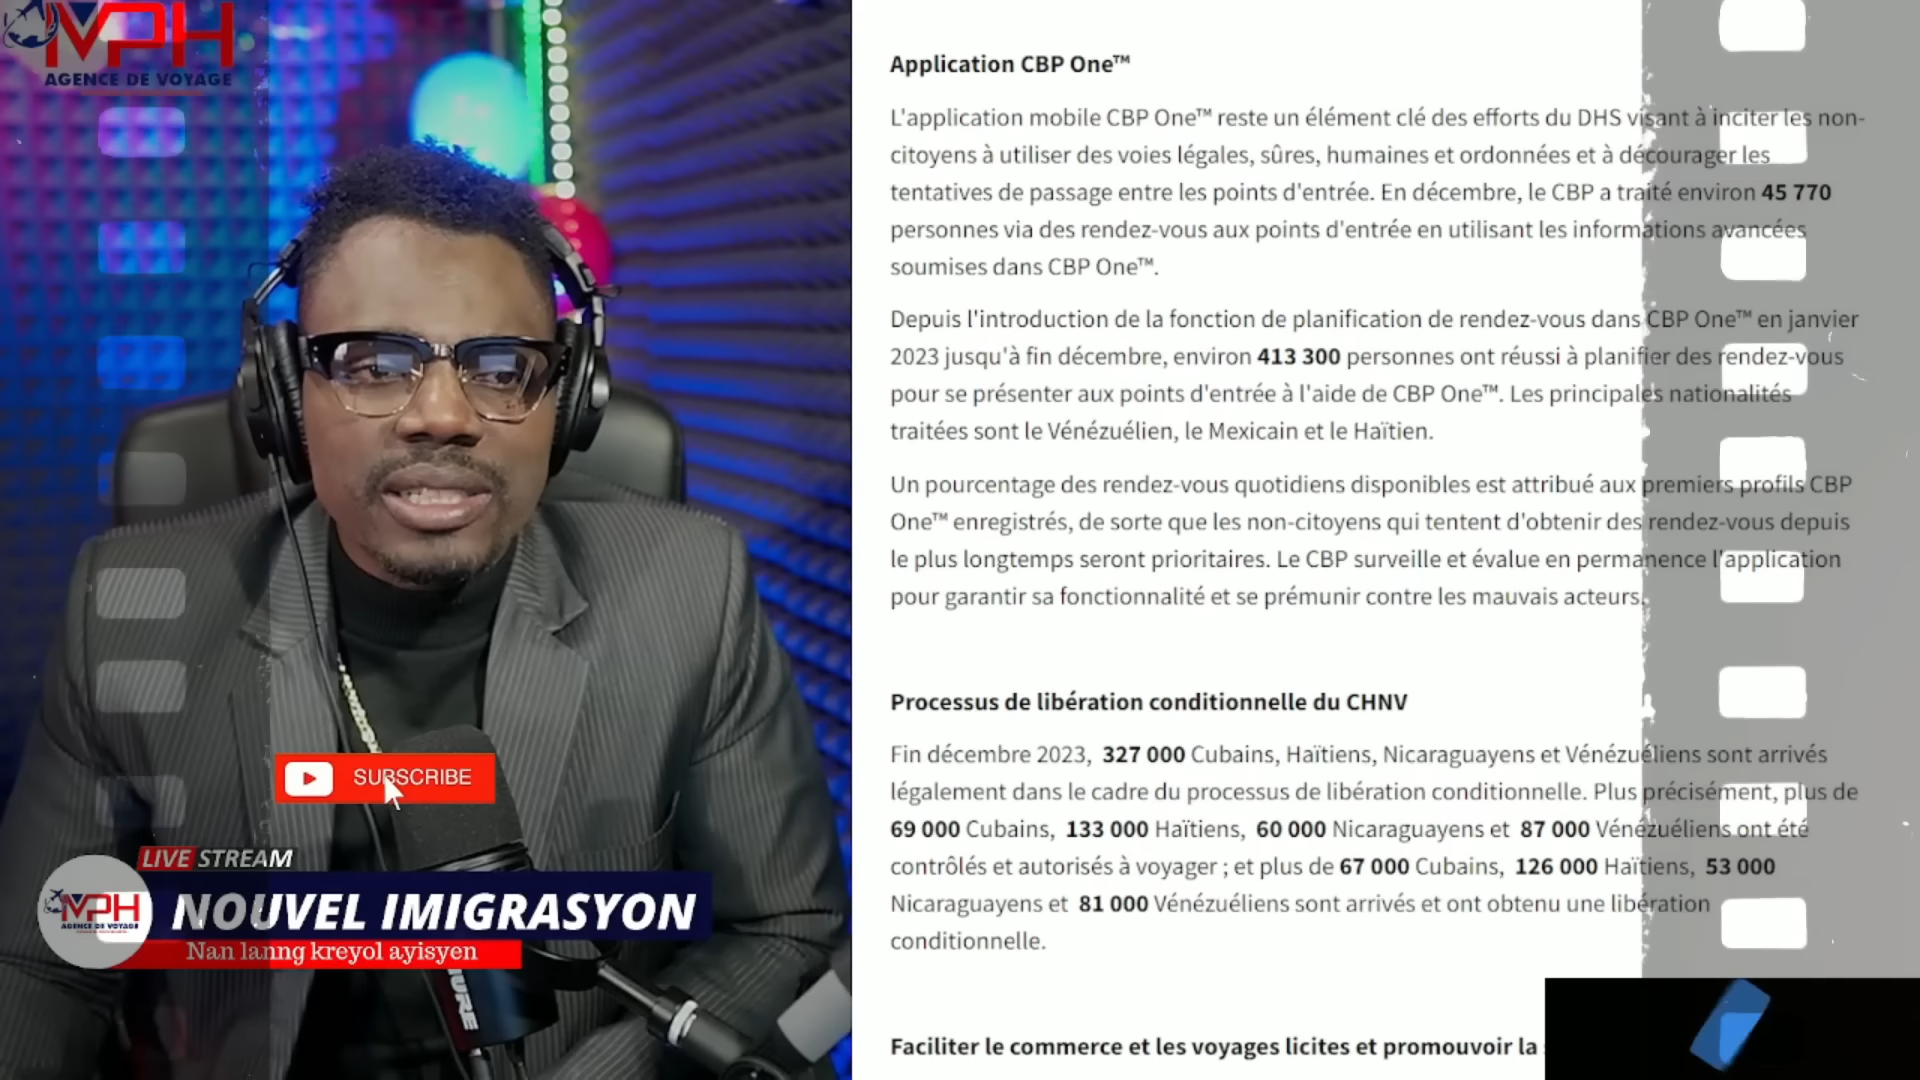 MPH
AGENCE DE VOYAGE
Application CBP One™
L'application mobile CBP One™ reste un élément clé des efforts du DHS visant à inciter les non-
citoyens à utiliser des voies légales, sûres, humaines et ordonnées et à décourager les
tentatives de passage entre les points d'entrée. En décembre, le CBP a traité environ 45 770
personnes via des rendez-vous aux points d'entrée en utilisant les informations avancées
soumises dans CBP One™.
Depuis l'introduction de la fonction de planification de rendez-vous dans CBP One™ en janvier
2023 jusqu'à fin décembre, environ 413 300 personnes ont réussi à planifier des rendez-vous
pour se présenter aux points d'entrée à l'aide de CBP One™. Les principales nationalités
traitées sont le Vénézuélien, le Mexicain et le Haïtien.
Un pourcentage des rendez-vous quotidiens disponibles est attribué aux premiers profils CBP
One™ enregistrés, de sorte que les non-citoyens qui tentent d'obtenir des rendez-vous depuis
le plus longtemps seront prioritaires. Le CBP surveille et évalue en permanence l'application
pour garantir sa fonctionnalité et se prémunir contre les mauvais acteurs.
Processus de libération conditionnelle du CHNV
Fin décembre 2023, 327 000 Cubains, Haïtiens, Nicaraguayens et Vénézuéliens sont arrivés
légalement dans le cadre du processus de libération conditionnelle. Plus précisément, plus de
69 000 Cubains, 133 000 Haïtiens, 60 000 Nicaraguayens et 87 000 Vénézuéliens ont été
contrôlés et autorisés à voyager ; et plus de 67 000 Cubains, 126 000 Haïtiens, 53 000
Nicaraguayens et 81 000 Vénézuéliens sont arrivés et ont obtenu une libération
conditionnelle.
Faciliter le commerce et les voyages licites et promouvoir la
SUBSCRIBE
LIVE STREAM
MPH
AGENCE DE VOYAGE
NOUVEL IMIGRASYON
Nan lanng kreyol ayisyen